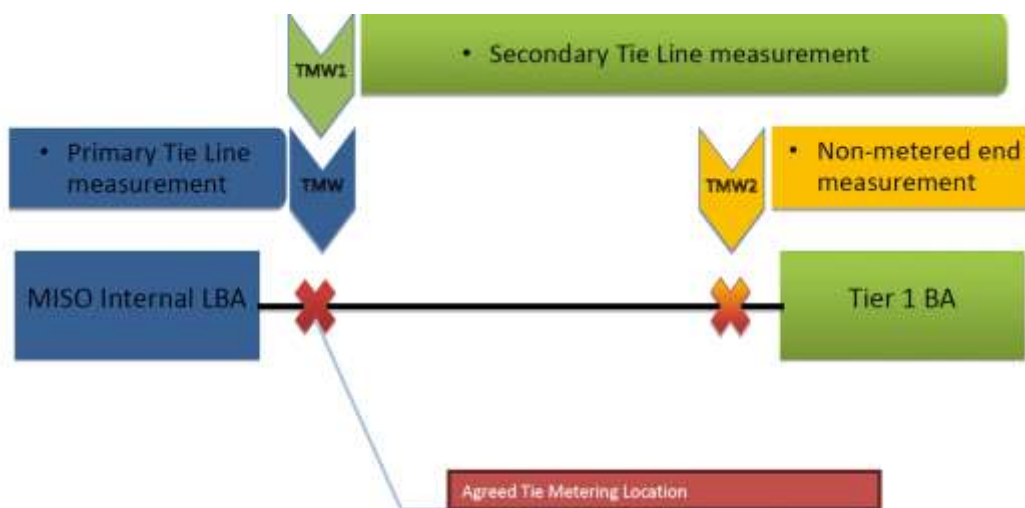 TMW1
• Secondary Tie Line measurement
• Primary Tie Line
measurement
TMW
TMW2
• Non-metered end
measurement
MISO Internal LBA
Tier 1 BA
Agreed Tie Metering Location